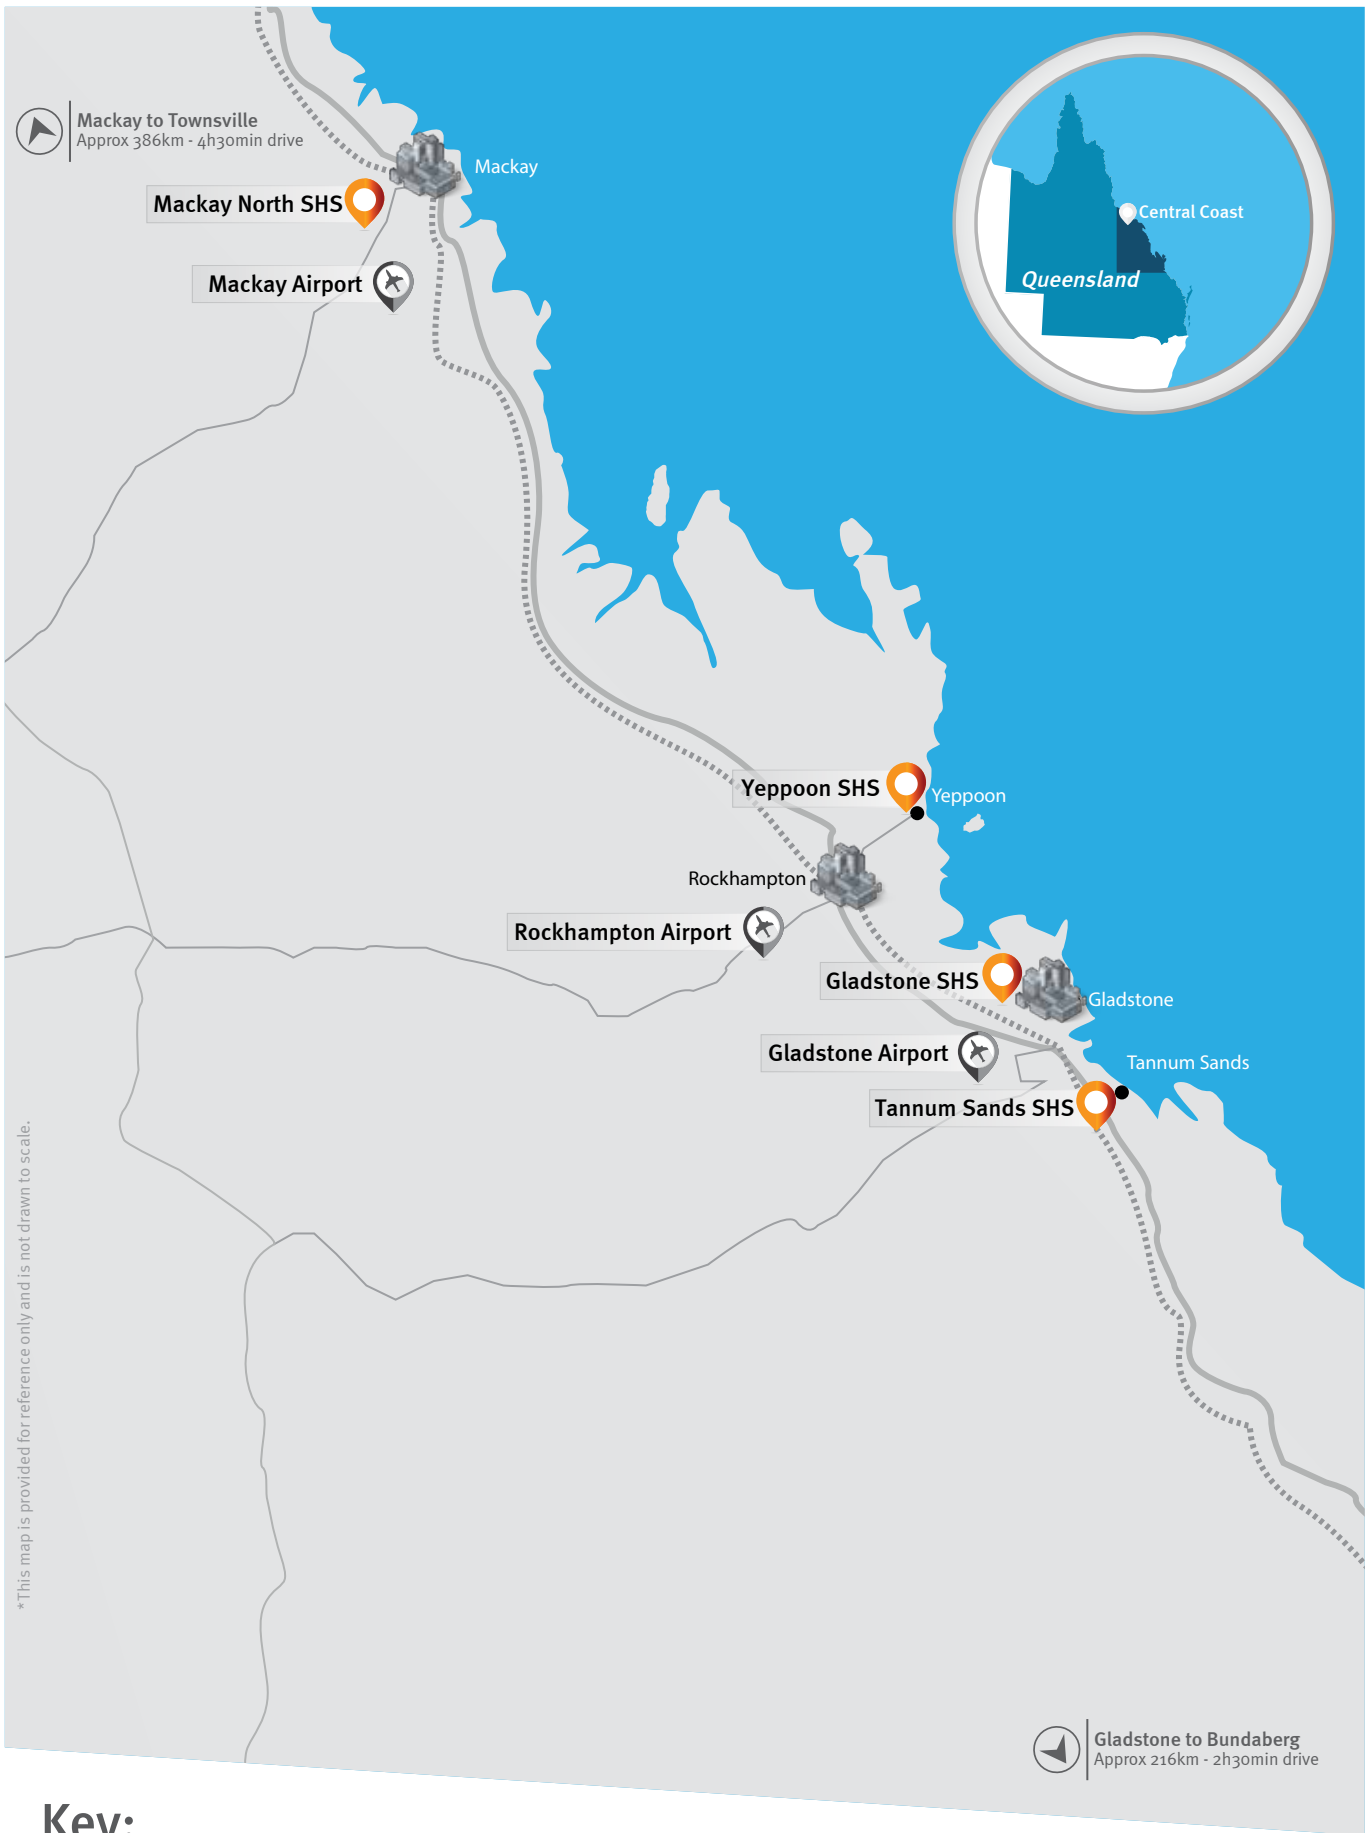 Mackay to Townsville
Approx 386km - 4h30min drive
Mackay
Mackay North SHS
Central Coast
Queensland
Mackay Airport
Yeppoon SHS
Yeppoon
Rockhampton
Rockhampton Airport
Gladstone SHS
Gladstone
Gladstone Airport
Tannum Sands
Tannum Sands SHS
*This map is provided for reference only and is not drawn to scale.
Gladstone to Bundaberg
Approx 216km - 2h30min drive
Key: